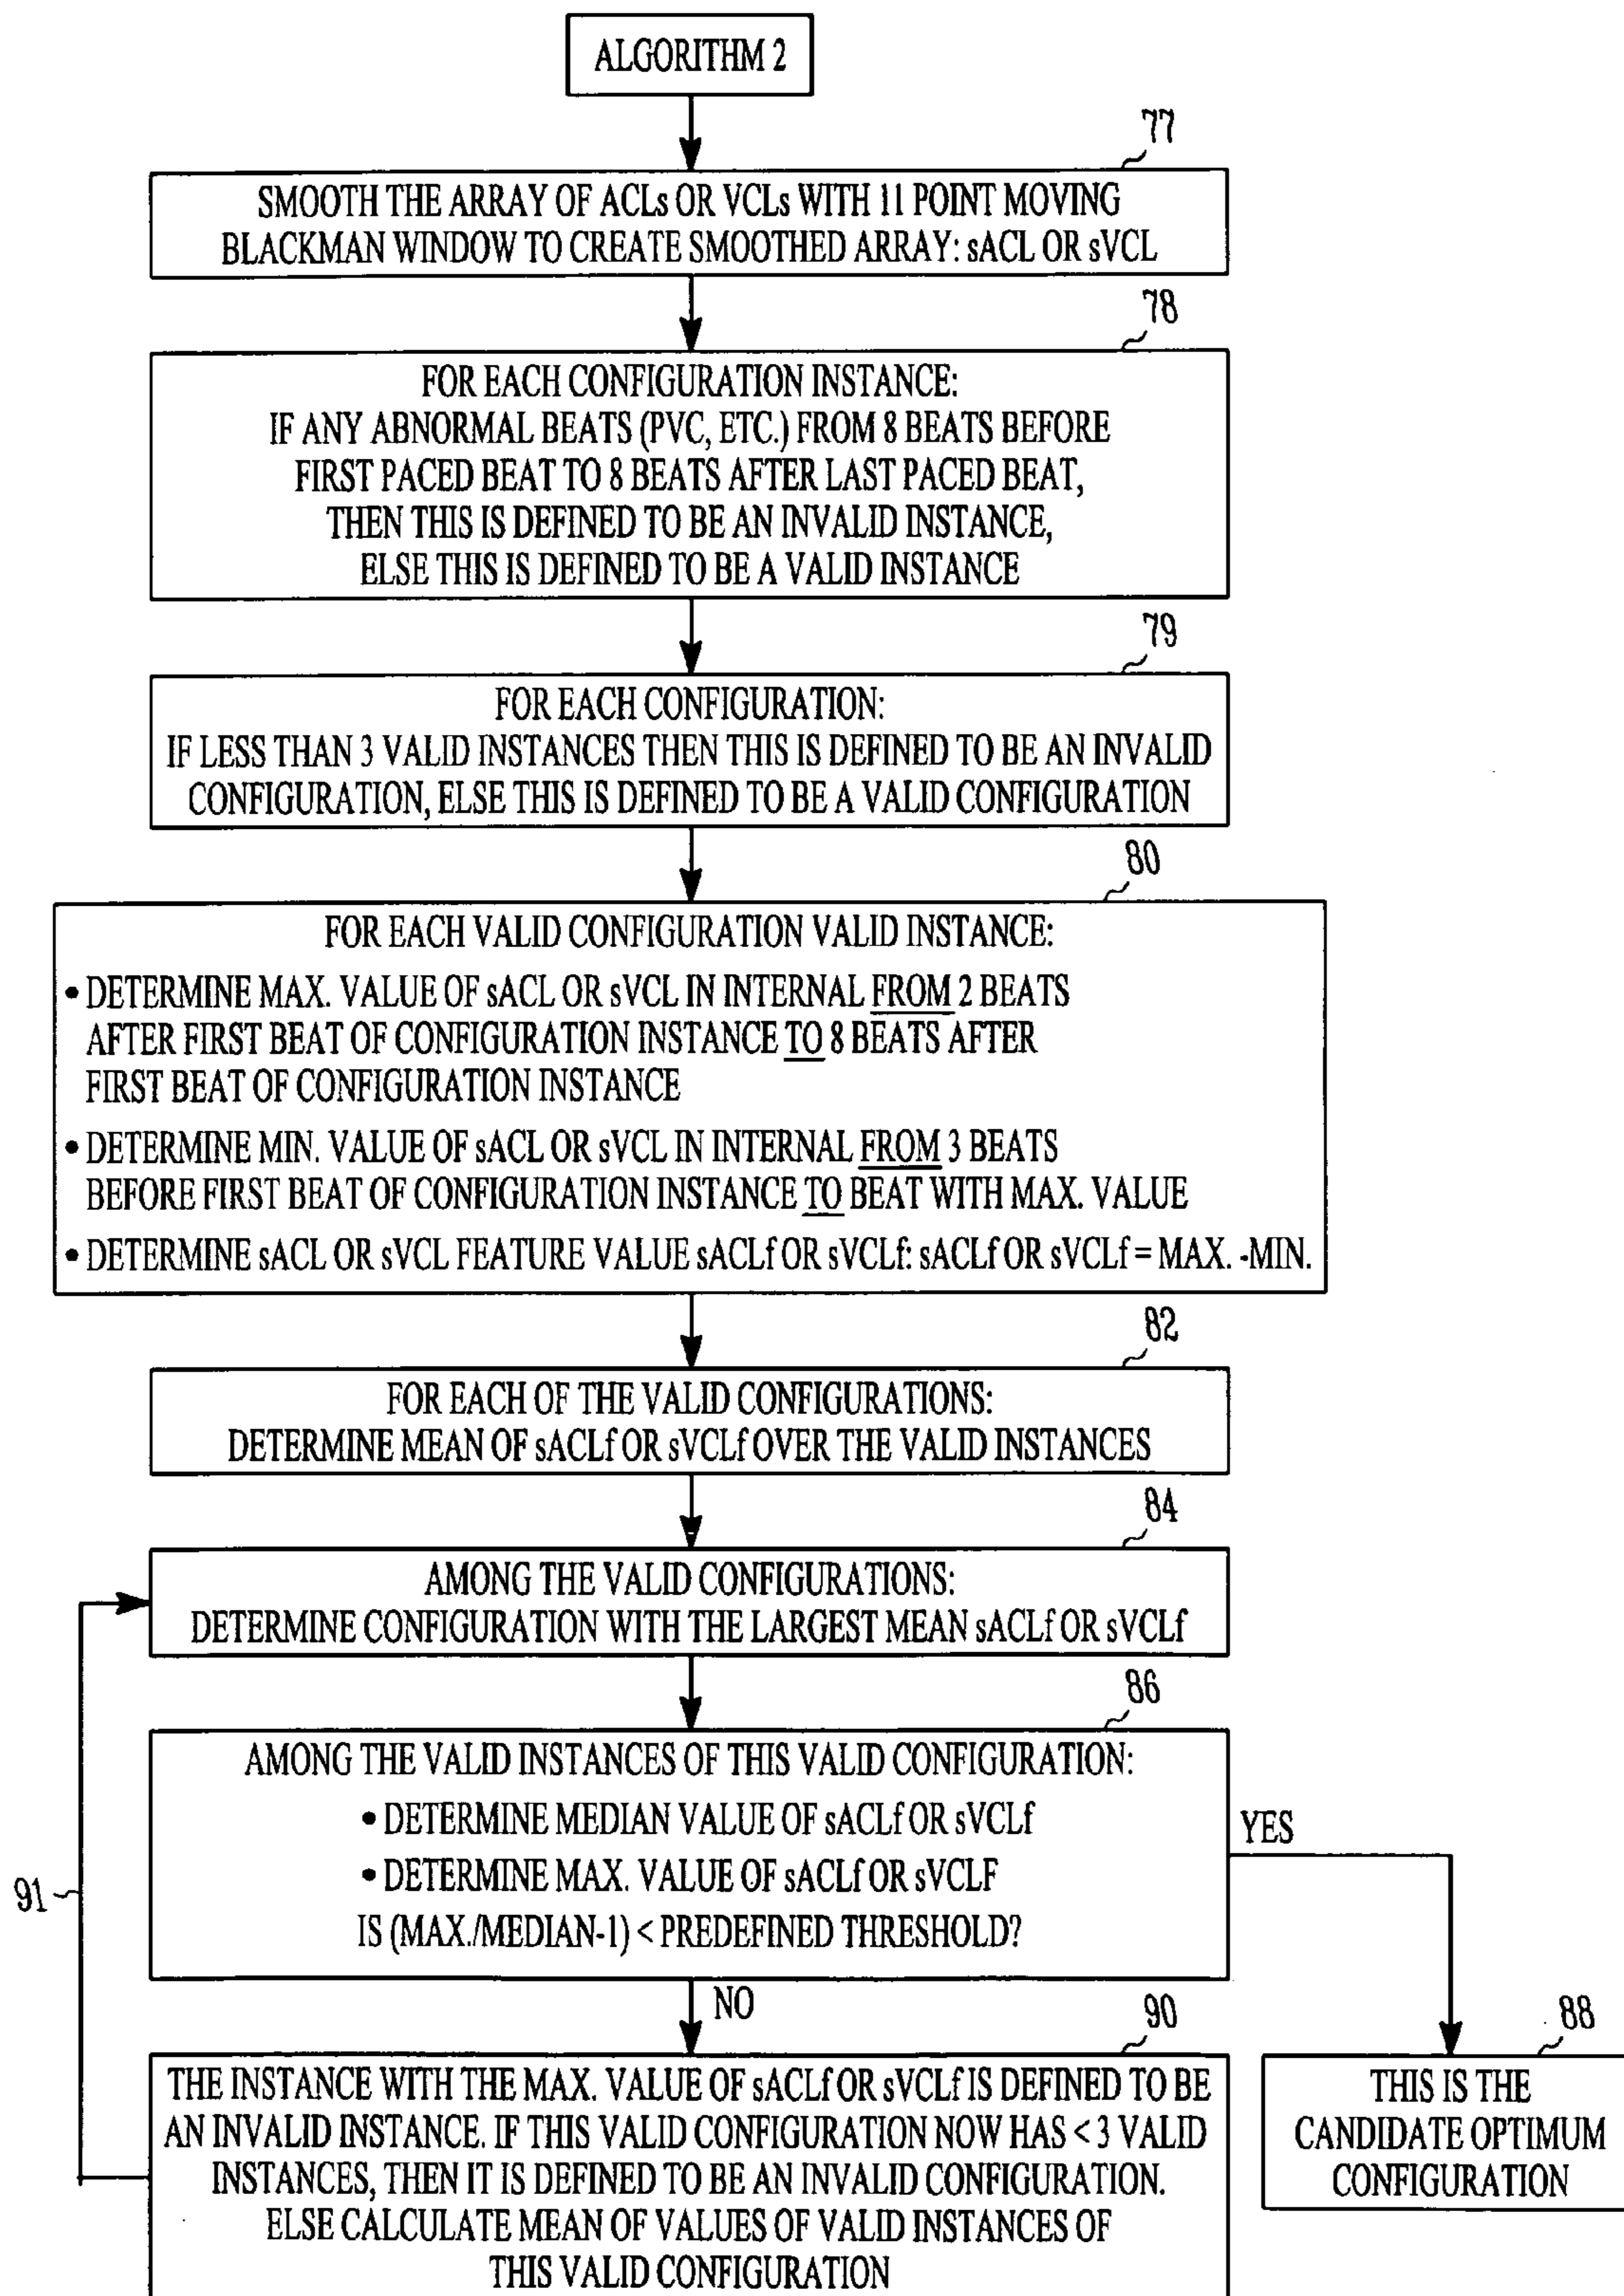 ALGORITHM 2
77
SMOOTH THE ARRAY OF ACLs OR VCLs WITH 11 POINT MOVING
BLACKMAN WINDOW TO CREATE SMOOTHED ARRAY: sACL OR sVCL
78
FOR EACH CONFIGURATION INSTANCE:
IF ANY ABNORMAL BEATS (PVC, ETC.) FROM 8 BEATS BEFORE
FIRST PACED BEAT TO 8 BEATS AFTER LAST PACED BEAT,
THEN THIS IS DEFINED TO BE AN INVALID INSTANCE,
ELSE THIS IS DEFINED TO BE A VALID INSTANCE
79
FOR EACH CONFIGURATION:
IF LESS THAN 3 VALID INSTANCES THEN THIS IS DEFINED TO BE AN INVALID
CONFIGURATION, ELSE THIS IS DEFINED TO BE A VALID CONFIGURATION
80
FOR EACH VALID CONFIGURATION VALID INSTANCE:
• DETERMINE MAX. VALUE OF sACL OR sVCL IN INTERNAL FROM 2 BEATS
AFTER FIRST BEAT OF CONFIGURATION INSTANCE TO 8 BEATS AFTER
FIRST BEAT OF CONFIGURATION INSTANCE
• DETERMINE MIN. VALUE OF sACL OR sVCL IN INTERNAL FROM 3 BEATS
BEFORE FIRST BEAT OF CONFIGURATION INSTANCE TO BEAT WITH MAX. VALUE
• DETERMINE sACL OR sVCL FEATURE VALUE sACLf OR sVCLf: sACLf OR sVCLf = MAX. -MIN.
82
FOR EACH OF THE VALID CONFIGURATIONS:
DETERMINE MEAN OF sACLf OR sVCLf OVER THE VALID INSTANCES
84
AMONG THE VALID CONFIGURATIONS:
DETERMINE CONFIGURATION WITH THE LARGEST MEAN sACLf OR sVCLf
86
AMONG THE VALID INSTANCES OF THIS VALID CONFIGURATION:
• DETERMINE MEDIAN VALUE OF sACLf OR sVCLf
• DETERMINE MAX. VALUE OF sACLf OR sVCLF
IS (MAX./MEDIAN-1) < PREDEFINED THRESHOLD?
YES
91
NO
90
THE INSTANCE WITH THE MAX. VALUE OF sACLf OR sVCLf IS DEFINED TO BE
AN INVALID INSTANCE. IF THIS VALID CONFIGURATION NOW HAS < 3 VALID
INSTANCES, THEN IT IS DEFINED TO BE AN INVALID CONFIGURATION.
ELSE CALCULATE MEAN OF VALUES OF VALID INSTANCES OF
THIS VALID CONFIGURATION
88
THIS IS THE
CANDIDATE OPTIMUM
CONFIGURATION